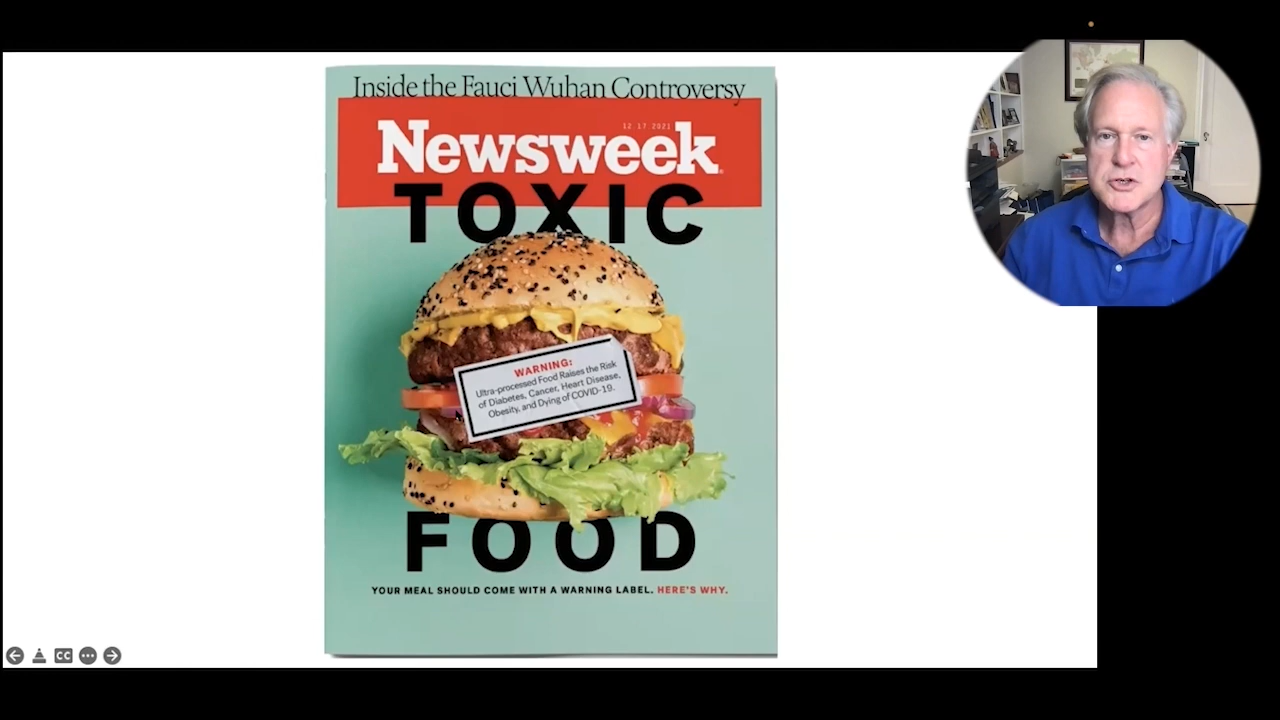 Inside the Fauci Wuhan Controversy
12.17.2021
Newsweek
TOXIC
WARNING:
Ultra-processed Food Raises the Risk
of Diabetes, Cancer, Heart Disease,
Obesity, and Dying of COVID-19.
FOOD
YOUR MEAL SHOULD COME WITH A WARNING LABEL. HERE'S WHY.
CC